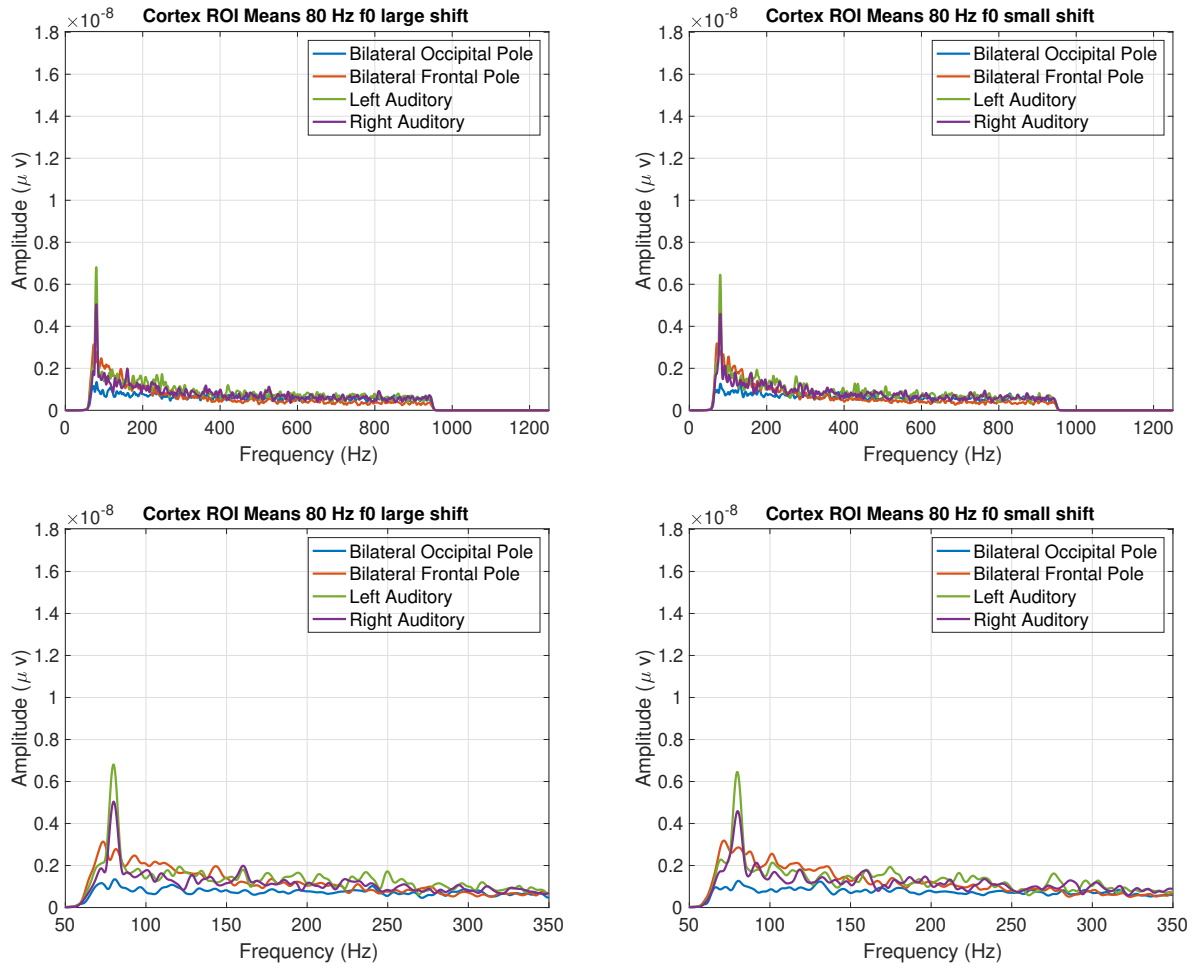 Cortex ROI Means 80 Hz f0 large shift
×10⁻⁸
1.8
1.6
1.4
1.2
1
0.8
0.6
0.4
0.2
0
Amplitude (μ v)
Bilateral Occipital Pole
Bilateral Frontal Pole
Left Auditory
Right Auditory
0 200 400 600 800 1000 1200
Frequency (Hz)
Cortex ROI Means 80 Hz f0 small shift
×10⁻⁸
1.8
1.6
1.4
1.2
1
0.8
0.6
0.4
0.2
0
Amplitude (μ v)
Bilateral Occipital Pole
Bilateral Frontal Pole
Left Auditory
Right Auditory
0 200 400 600 800 1000 1200
Frequency (Hz)
Cortex ROI Means 80 Hz f0 large shift
×10⁻⁸
1.8
1.6
1.4
1.2
1
0.8
0.6
0.4
0.2
0
Amplitude (μ v)
Bilateral Occipital Pole
Bilateral Frontal Pole
Left Auditory
Right Auditory
50 100 150 200 250 300 350
Frequency (Hz)
Cortex ROI Means 80 Hz f0 small shift
×10⁻⁸
1.8
1.6
1.4
1.2
1
0.8
0.6
0.4
0.2
0
Amplitude (μ v)
Bilateral Occipital Pole
Bilateral Frontal Pole
Left Auditory
Right Auditory
50 100 150 200 250 300 350
Frequency (Hz)